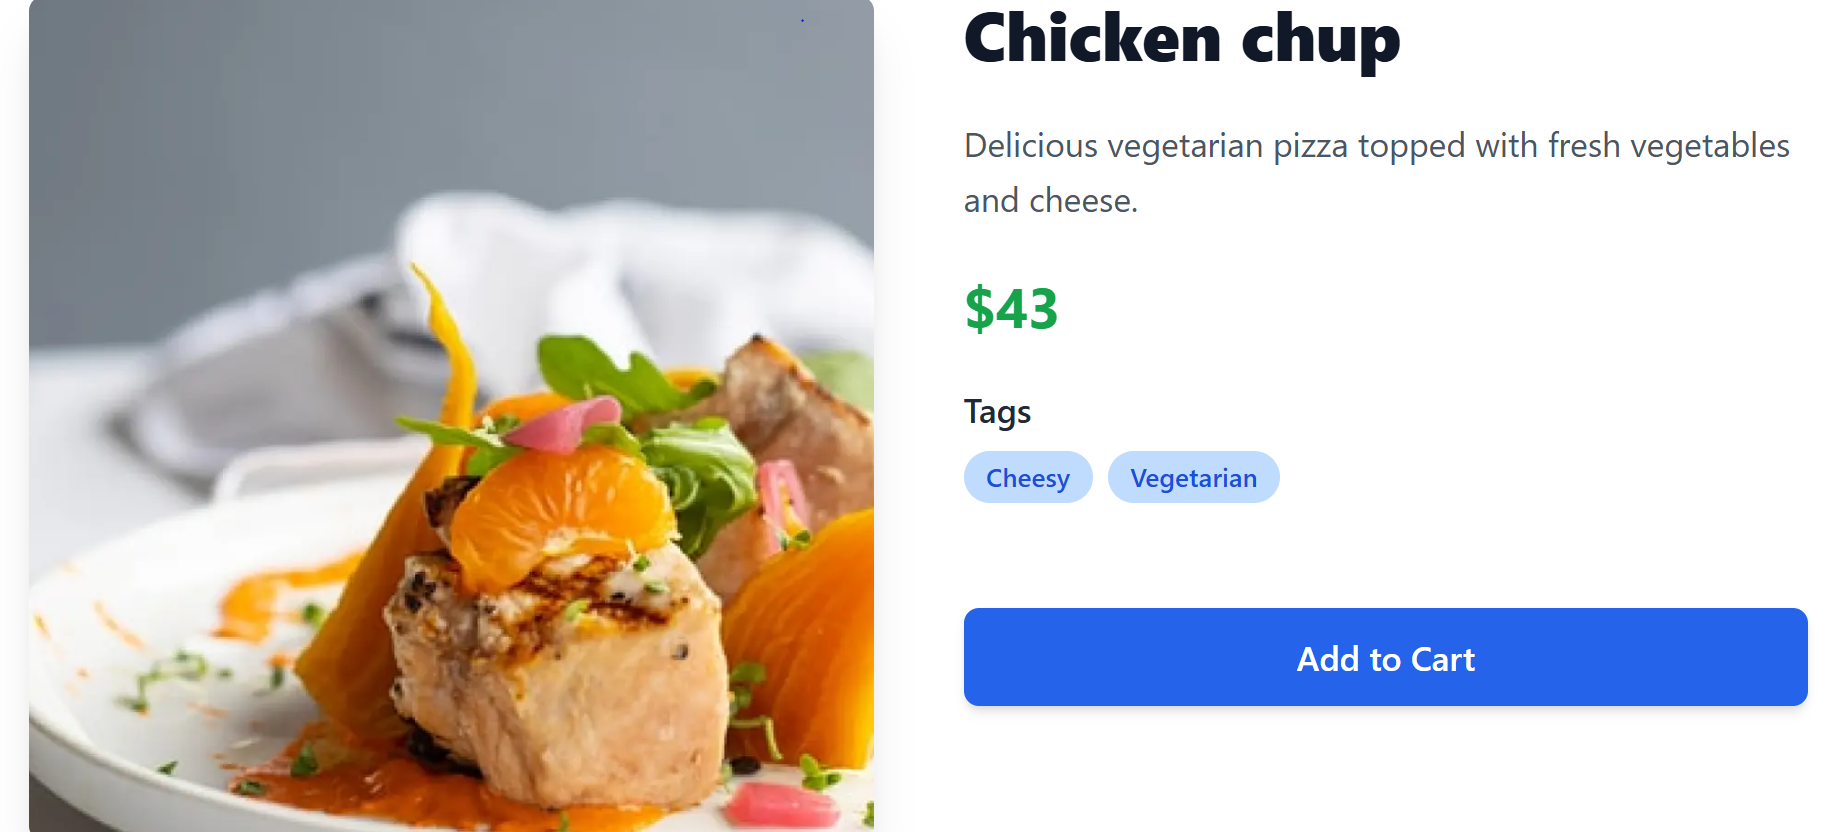 Chicken chup
Delicious vegetarian pizza topped with fresh vegetables
and cheese.
$43
Tags
Cheesy Vegetarian
Add to Cart